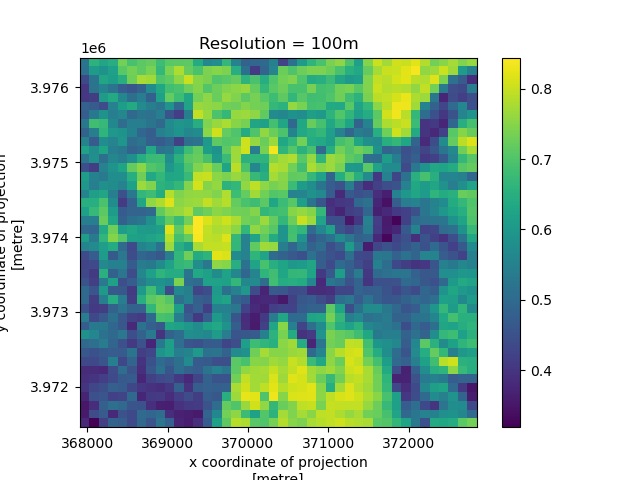 Resolution = 100m
1e6
3.976
3.975
3.974
3.973
3.972
y coordinate of projection
[metre]
368000 369000 370000 371000 372000
x coordinate of projection
[metre]
0.8
0.7
0.6
0.5
0.4